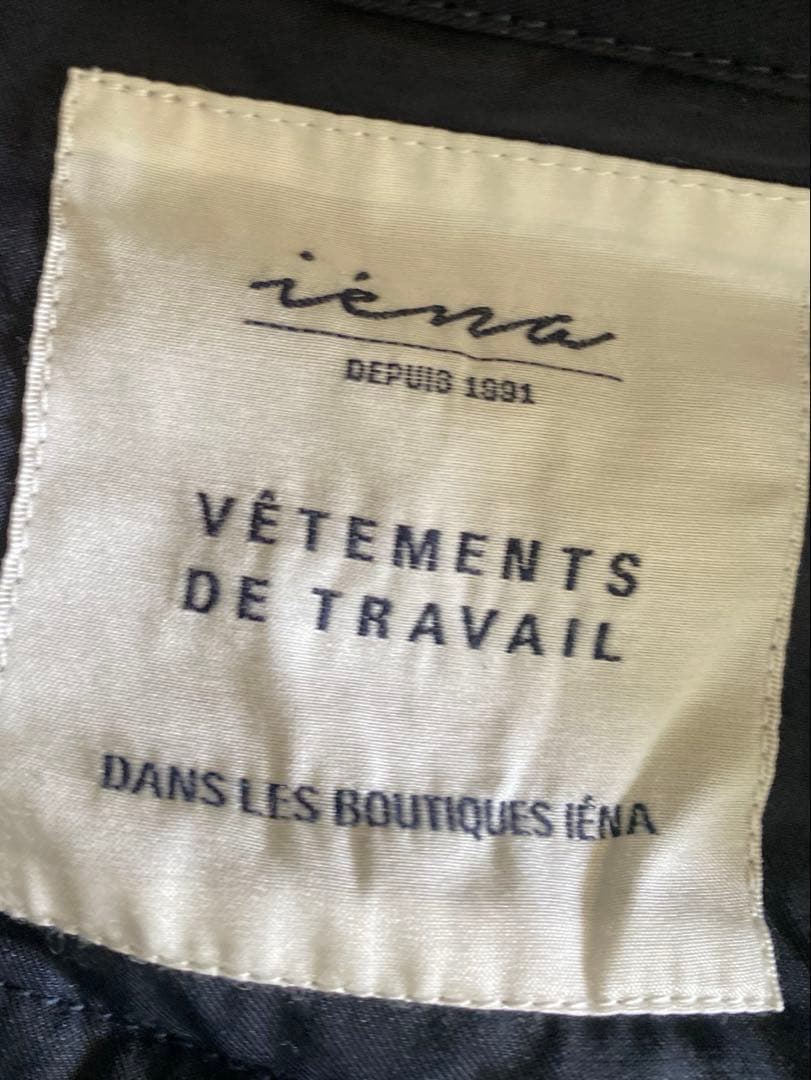 iéna
DEPUIS 1991
VÊTEMENTS
DE TRAVAIL
DANS LES BOUTIQUES IÉNA